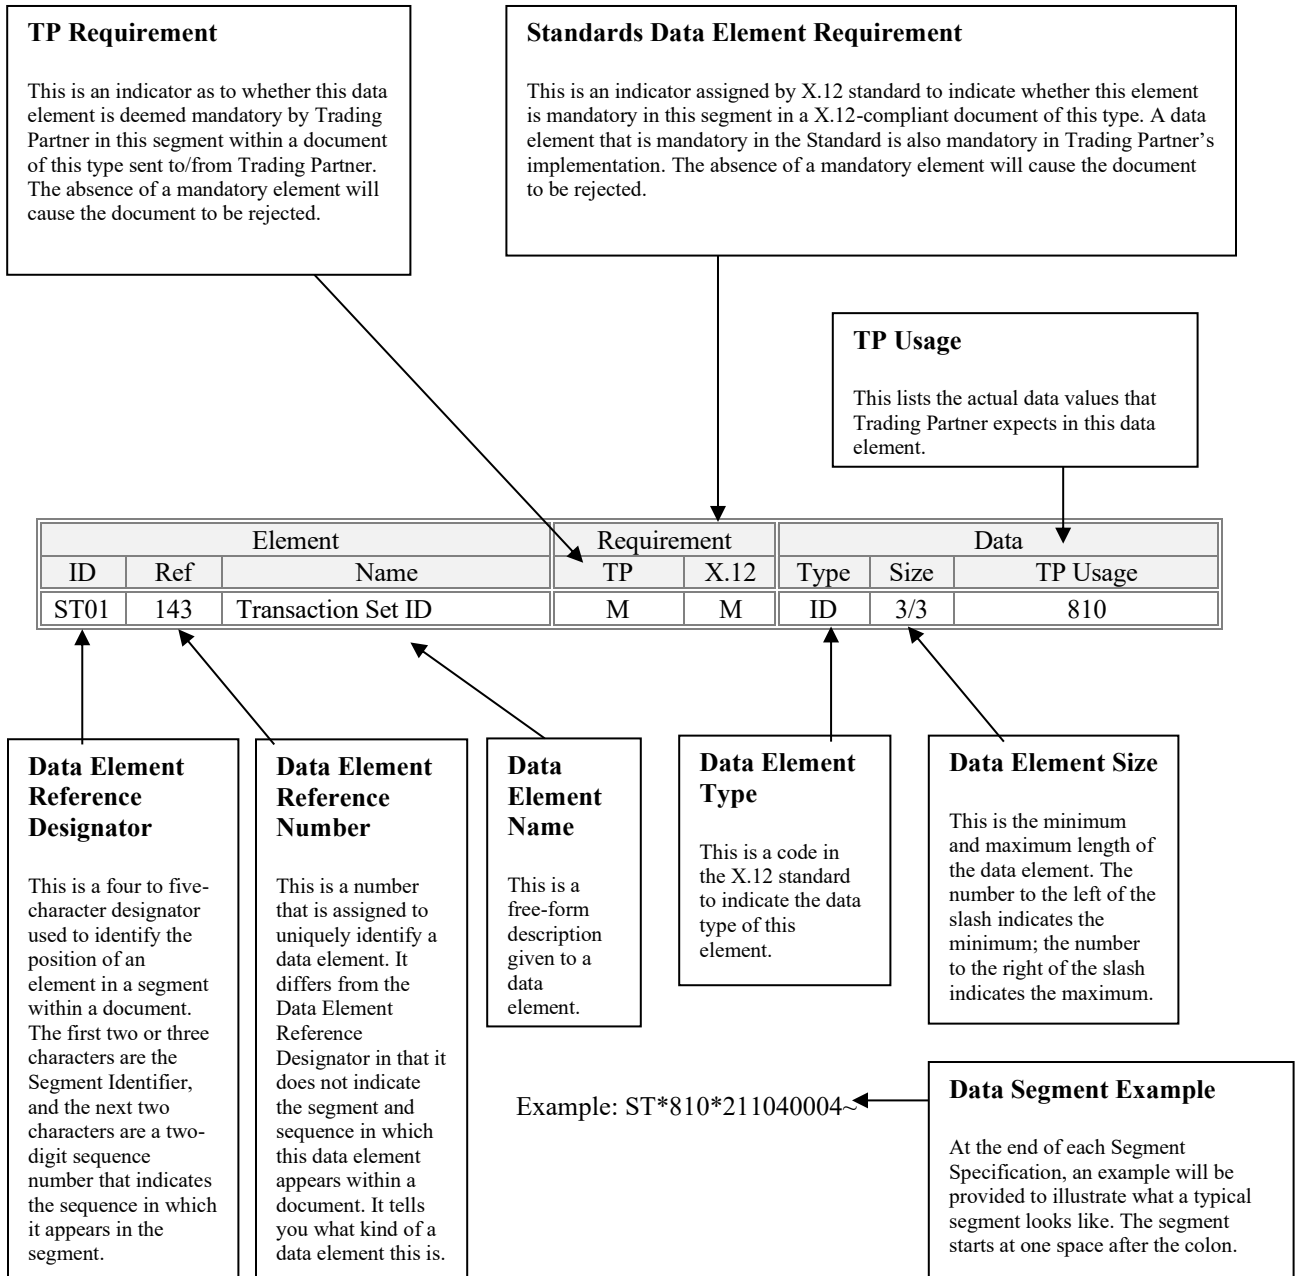 TP Requirement
This is an indicator as to whether this data
element is deemed mandatory by Trading
Partner in this segment within a document
of this type sent to/from Trading Partner.
The absence of a mandatory element will
cause the document to be rejected.
Standards Data Element Requirement
This is an indicator assigned by X.12 standard to indicate whether this element
is mandatory in this segment in a X.12-compliant document of this type. A data
element that is mandatory in the Standard is also mandatory in Trading Partner’s
implementation. The absence of a mandatory element will cause the document
to be rejected.
TP Usage
This lists the actual data values that
Trading Partner expects in this data
element.
Element Requirement Data
ID Ref Name TP X.12 Type Size TP Usage
ST01 143 Transaction Set ID M M ID 3/3 810
Data Element
Reference
Designator
This is a four to five-
character designator
used to identify the
position of an
element in a segment
within a document.
The first two or three
characters are the
Segment Identifier,
and the next two
characters are a two-
digit sequence
number that indicates
the sequence in which
it appears in the
segment.
Data Element
Reference
Number
This is a number
that is assigned to
uniquely identify a
data element. It
differs from the
Data Element
Reference
Designator in that it
does not indicate
the segment and
sequence in which
this data element
appears within a
document. It tells
you what kind of a
data element this is.
Data
Element
Name
This is a
free-form
description
given to a
data
element.
Data Element
Type
This is a code in
the X.12 standard
to indicate the data
type of this
element.
Data Element Size
This is the minimum
and maximum length of
the data element. The
number to the left of the
slash indicates the
minimum; the number
to the right of the slash
indicates the maximum.
Example: ST*810*211040004~
Data Segment Example
At the end of each Segment
Specification, an example will be
provided to illustrate what a typical
segment looks like. The segment
starts at one space after the colon.